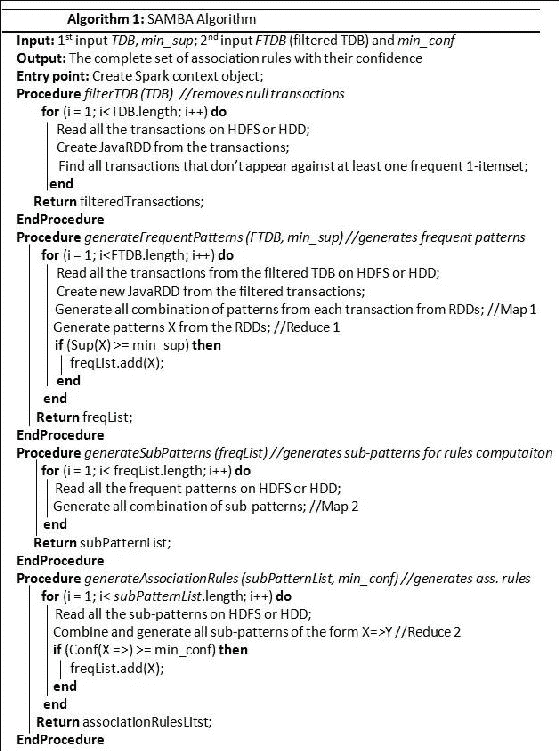 Algorithm 1: SAMBA Algorithm
Input: 1st input TDB, min_sup; 2nd input FTDB (filtered TDB) and min_conf
Output: The complete set of association rules with their confidence
Entry point: Create Spark context object;
Procedure filterTDB (TDB) //removes null transactions
for (i = 1; i<TDB.length; i++) do
Read all the transactions on HDFS or HDD;
Create JavaRDD from the transactions;
Find all transactions that don't appear against at least one frequent 1-itemset;
end
Return filteredTransactions;
EndProcedure
Procedure generateFrequentPatterns (FTDB, min_sup) //generates frequent patterns
for (i = 1; i<FTDB.length; i++) do
Read all the transactions from the filtered TDB on HDFS or HDD;
Create new JavaRDD from the filtered transactions;
Generate all combination of patterns from each transaction from RDDs; //Map 1
Generate patterns X from the RDDs; //Reduce 1
if (Sup(X) >= min_sup) then
freqList.add(X);
end
end
Return freqList;
EndProcedure
Procedure generateSubPatterns (freqList) //generates sub-patterns for rules computaiton
for (i = 1; i< freqList.length; i++) do
Read all the frequent patterns on HDFS or HDD;
Generate all combination of sub-patterns; //Map 2
end
Return subPatternList;
EndProcedure
Procedure generateAssociationRules (subPatternList, min_conf) //generates ass. rules
for (i = 1; i< subPatternList.length; i++) do
Read all the sub-patterns on HDFS or HDD;
Combine and generate all sub-patterns of the form X=>Y //Reduce 2
if (Conf(X =>) >= min_conf) then
freqList.add(X);
end
end
Return associationRulesLitst;
EndProcedure